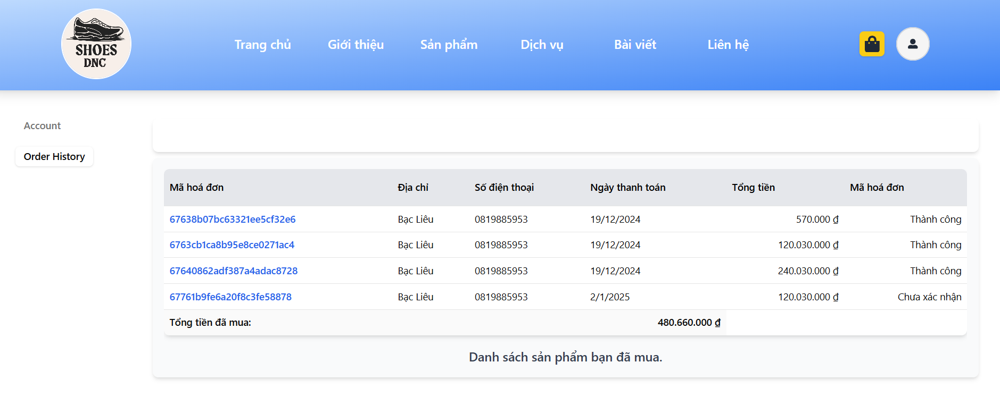 SHOES
DNC
Trang chủ Giới thiệu Sản phẩm Dịch vụ Bài viết Liên hệ
Account
Order History
Mã hoá đơn Địa chỉ Số điện thoại Ngày thanh toán Tổng tiền Mã hoá đơn
67638b07bc63321ee5cf32e6 Bạc Liêu 0819885953 19/12/2024 570.000 ₫ Thành công
6763cb1ca8b95e8ce0271ac4 Bạc Liêu 0819885953 19/12/2024 120.030.000 ₫ Thành công
67640862adf387a4adac8728 Bạc Liêu 0819885953 19/12/2024 240.030.000 ₫ Thành công
67761b9fe6a20f8c3fe58878 Bạc Liêu 0819885953 2/1/2025 120.030.000 ₫ Chưa xác nhận
Tổng tiền đã mua: 480.660.000 ₫
Danh sách sản phẩm bạn đã mua.